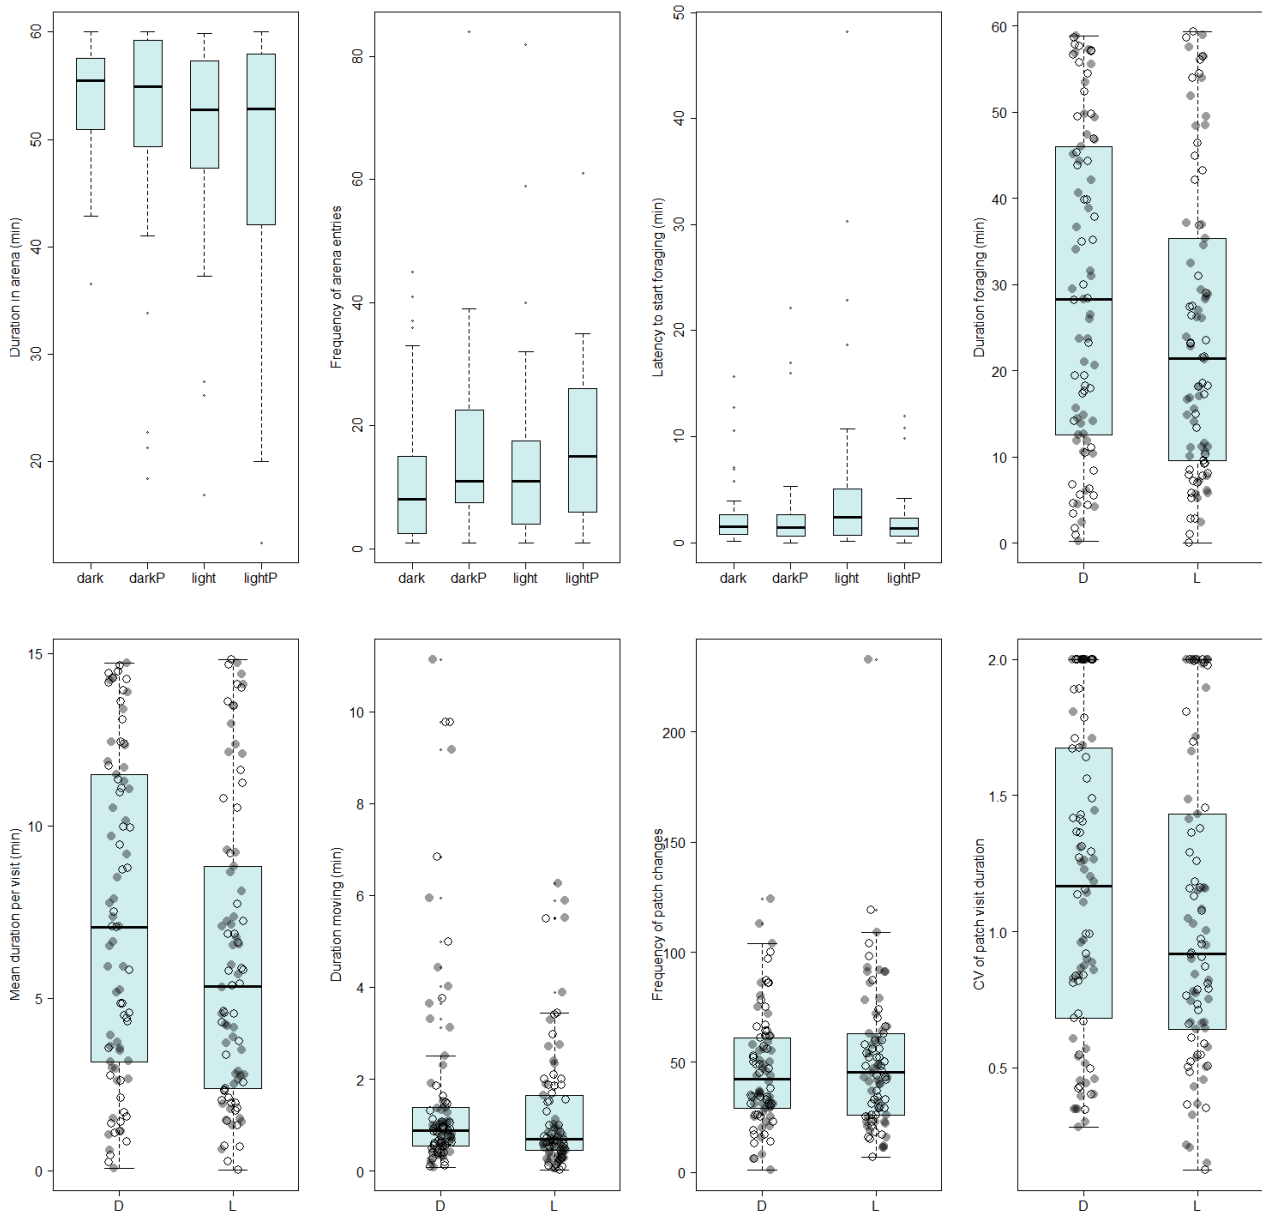 Duration in arena (min)
60
50
40
30
20
dark darkP light lightP
Frequency of arena entries
80
60
40
20
0
dark darkP light lightP
Latency to start foraging (min)
50
40
30
20
10
0
dark darkP light lightP
Duration foraging (min)
60
50
40
30
20
10
0
D L
Mean duration per visit (min)
15
10
5
0
D L
Duration moving (min)
10
8
6
4
2
0
D L
Frequency of patch changes
200
150
100
50
0
D L
CV of patch visit duration
2.0
1.5
1.0
0.5
D L